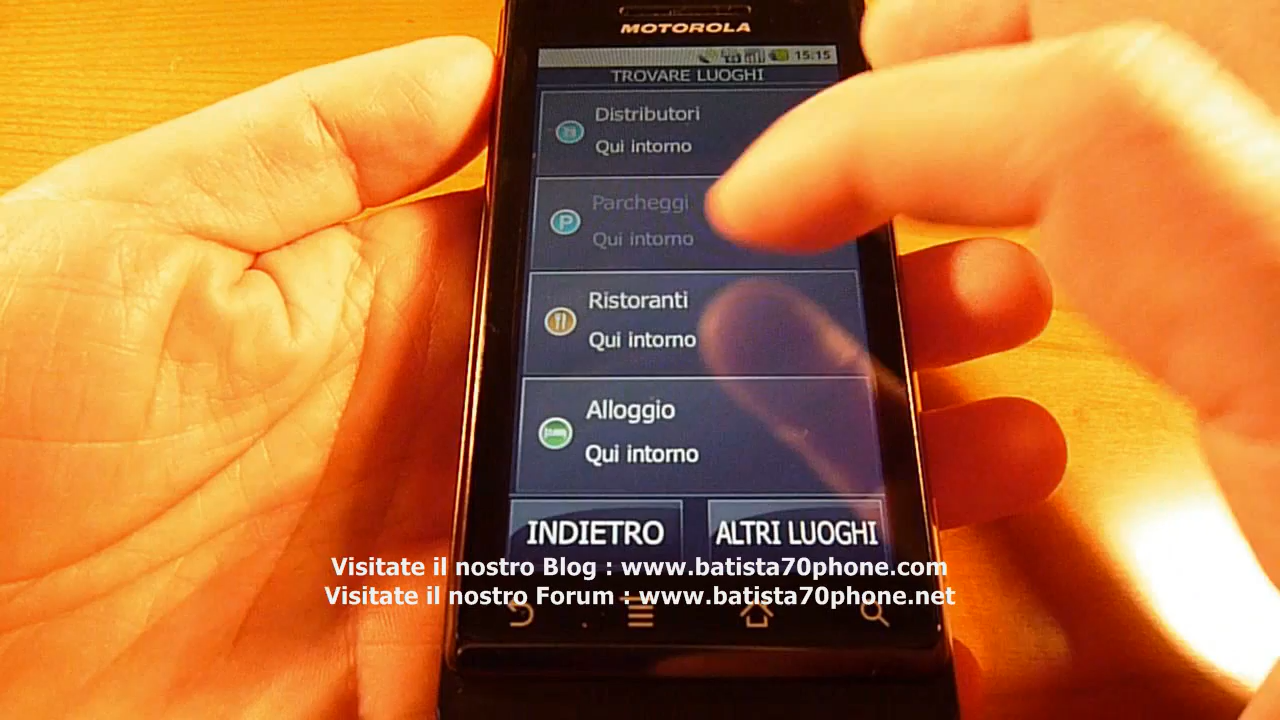 MOTOROLA
15:15
TROVARE LUOGHI
Distributori
Qui intorno
P
Parcheggi
Qui intorno
Ristoranti
Qui intorno
Alloggio
Qui intorno
INDIETRO
ALTRI LUOGHI
Visitate il nostro Blog : www.batista70phone.com
Visitate il nostro Forum : www.batista70phone.net